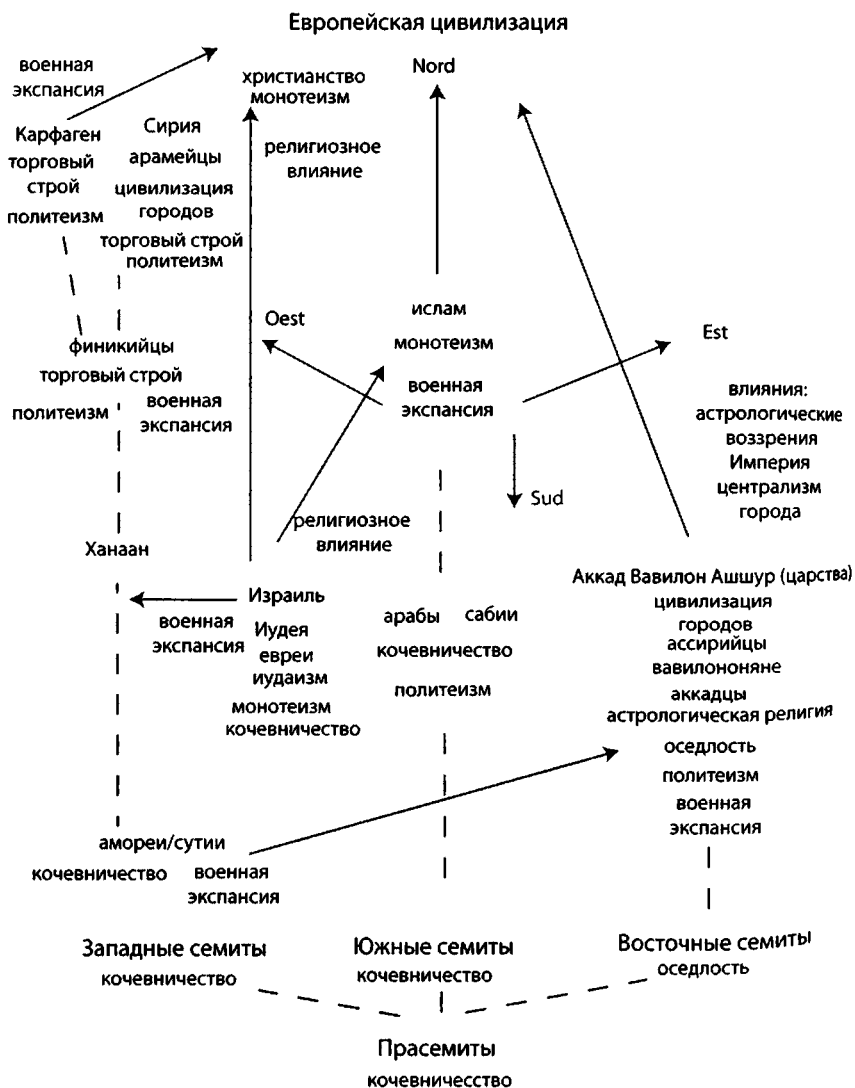 Европейская цивилизация
военная
экспансия
христианство
монотеизм
Nord
Карфаген
торговый
строй
политеизм
Сирия
арамейцы
цивилизация
городов
торговый строй
политеизм
религиозное
влияние
Oest
ислам
монотеизм
военная
экспансия
Est
финикийцы
торговый строй
политеизм
военная
экспансия
влияния:
астрологические
воззрения
Империя
централизм
города
Sud
религиозное
влияние
Ханаан
Израиль
Иудея
евреи
иудаизм
монотеизм
кочевничество
военная
экспансия
арабы сабии
кочевничество
политеизм
Аккад Вавилон Ашшур (царства)
цивилизация
городов
ассирийцы
вавилононяне
аккадцы
астрологическая религия
оседлость
политеизм
военная
экспансия
амореи/сутии
кочевничество
военная
экспансия
Западные семиты
кочевничество
Южные семиты
кочевничество
Восточные семиты
оседлость
Прасемиты
кочевничесство